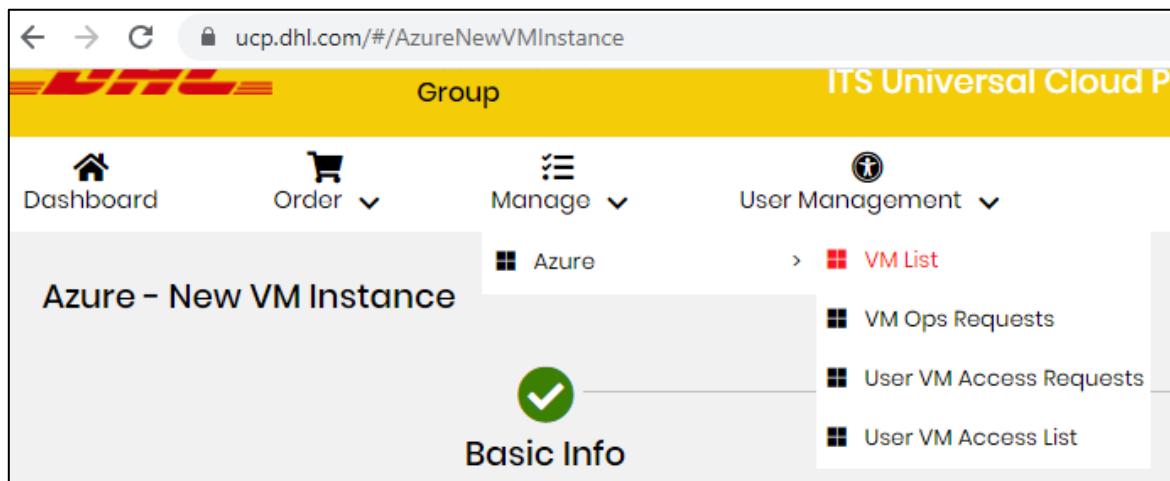 ucp.dhl.com/#/AzureNewVMInstance
DHL
Group
ITS Universal Cloud P
Dashboard
Order
Manage
User Management
Azure
>
VM List
Azure - New VM Instance
VM Ops Requests
User VM Access Requests
User VM Access List
Basic Info